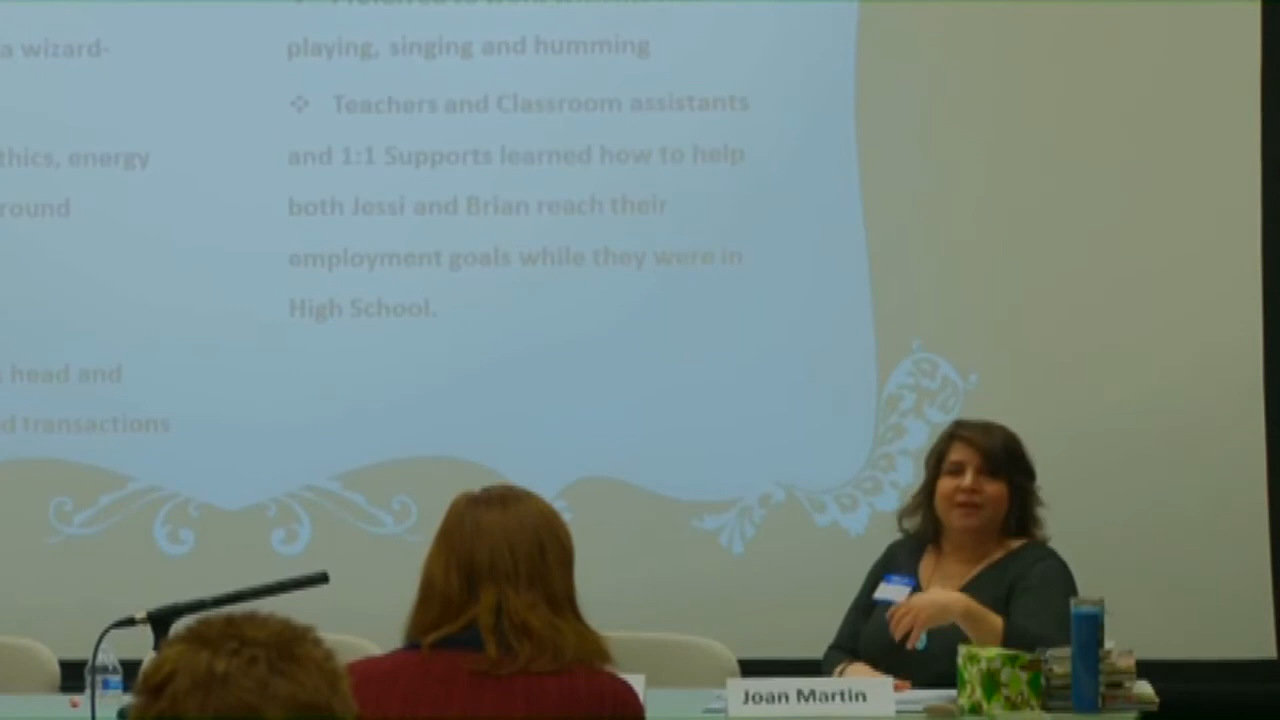 a wizard-
thics, energy
round
head and
d transactions
playing, singing and humming
❖ Teachers and Classroom assistants
and 1:1 Supports learned how to help
both Jessi and Brian reach their
employment goals while they were in
High School.
Joan Martin